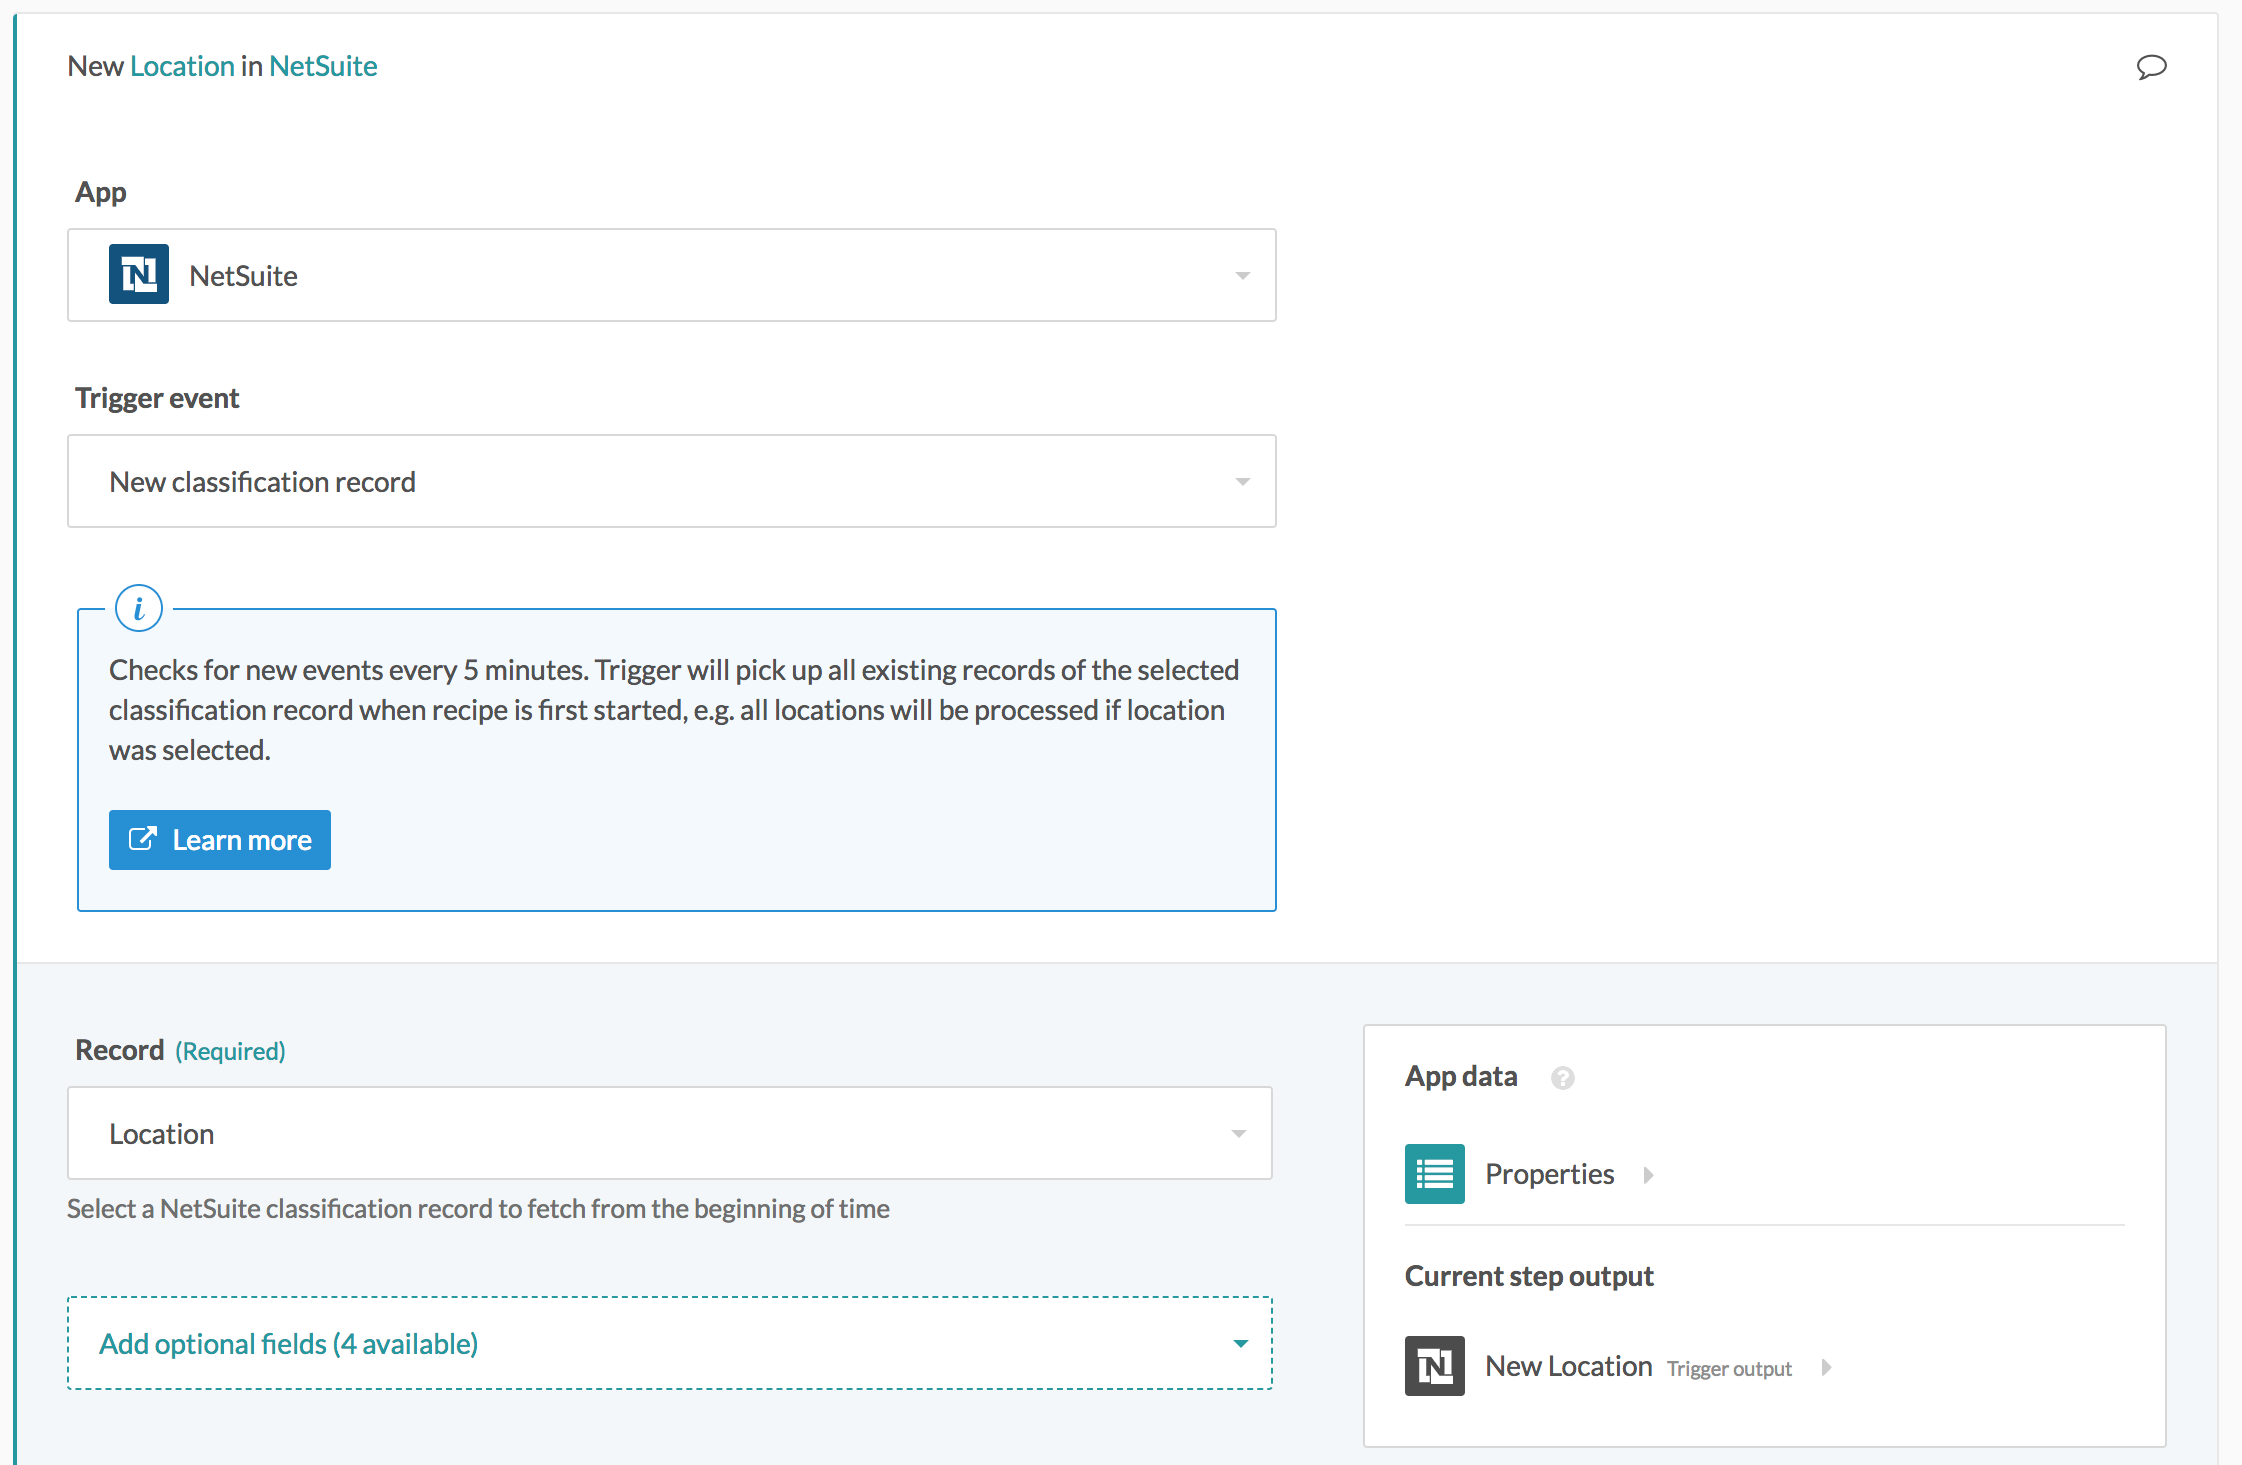 New Location in NetSuite
App
NetSuite
Trigger event
New classification record
i
Checks for new events every 5 minutes. Trigger will pick up all existing records of the selected
classification record when recipe is first started, e.g. all locations will be processed if location
was selected.
Learn more
Record (Required)
Location
Select a NetSuite classification record to fetch from the beginning of time
Add optional fields (4 available)
App data ?
Properties
Current step output
N New Location Trigger output